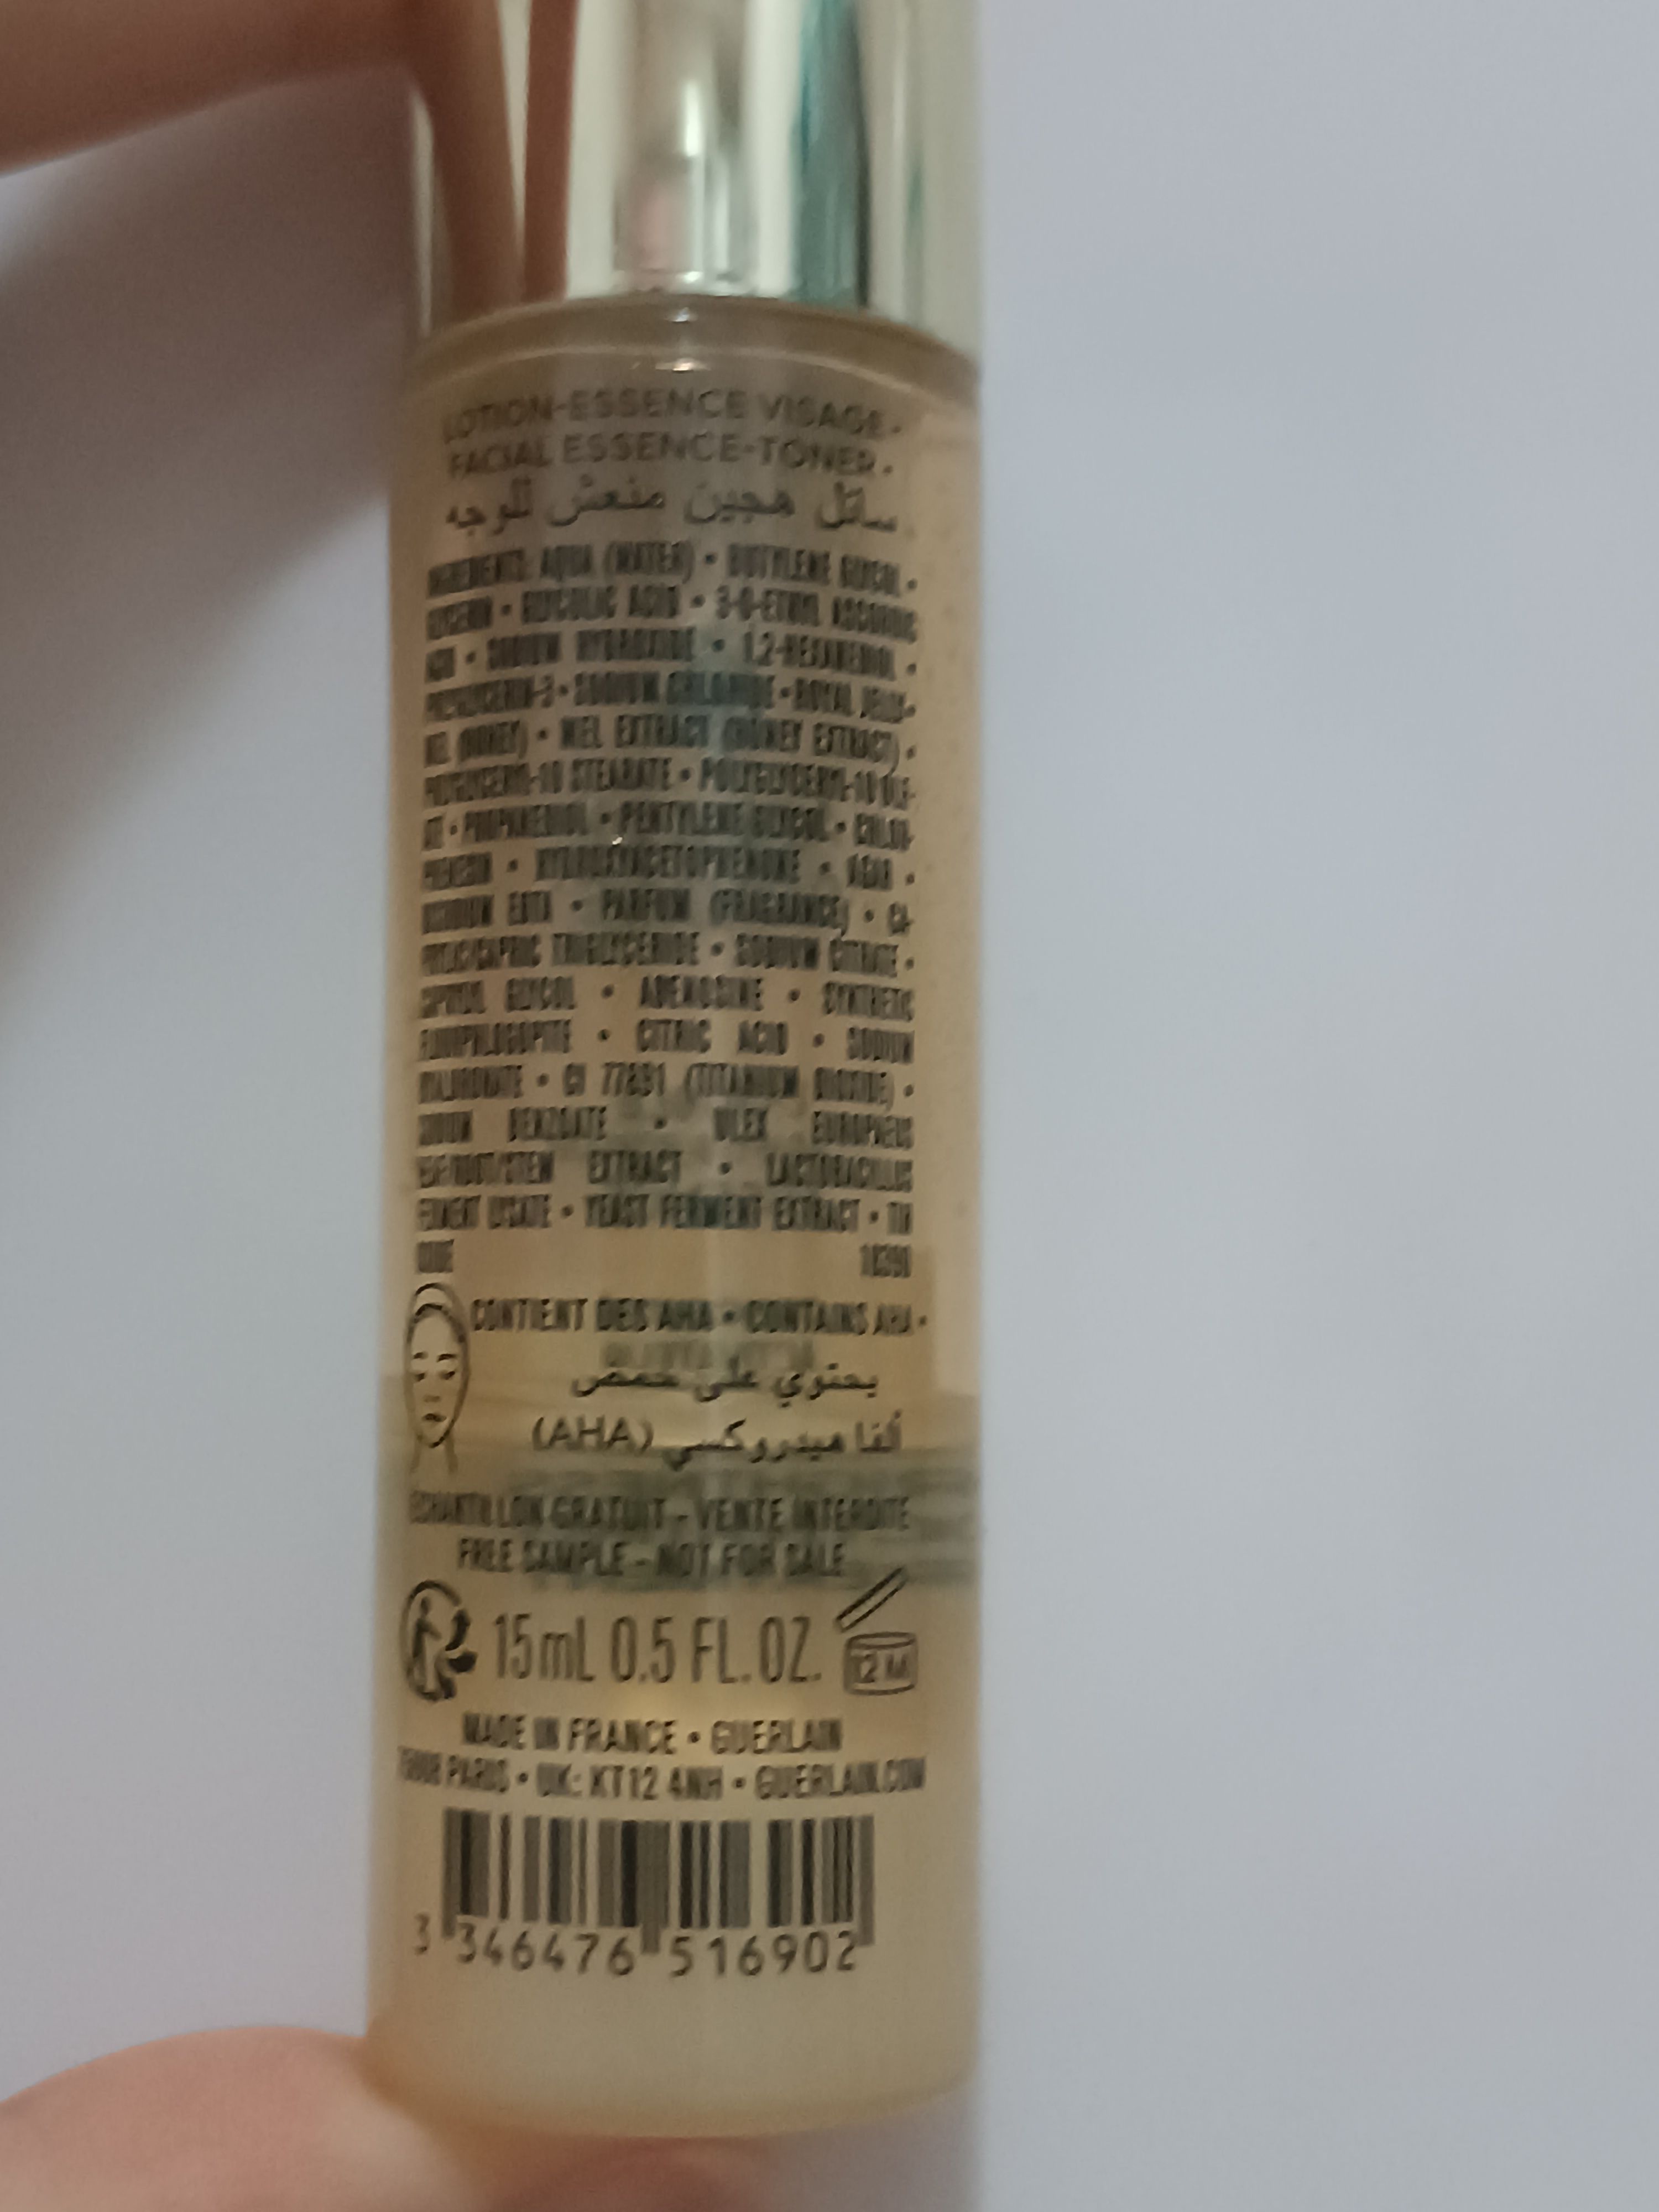 LOTION-ESSENCE VISAGE •
FACIAL ESSENCE-TONER •
سائل هجين منعش للوجه •
INGREDIENTS: AQUA (WATER) • BUTYLENE GLYCOL •
GLYCERIN • GLYCOLIC ACID • 3-O-ETHYL ASCORBIC
ACID • SODIUM HYDROXIDE • 1,2-HEXANEDIOL •
POLYGLYCERIN-3 • SODIUM CHLORIDE • ROYAL JELLY •
MEL (HONEY) • MEL EXTRACT (HONEY EXTRACT) •
POLYGLYCERYL-10 STEARATE • POLYGLYCERYL-10 OLE-
ATE • PROPANEDIOL • PENTYLENE GLYCOL • CHLOR-
PHENESIN • HYDROXYACETOPHENONE • AGAR •
DISODIUM EDTA • PARFUM (FRAGRANCE) • CA-
PRYLIC/CAPRIC TRIGLYCERIDE • SODIUM CITRATE •
CAPRYLYL GLYCOL • ADENOSINE • SYNTHETIC
FLUORPHLOGOPITE • CITRIC ACID • SODIUM
HYALURONATE • CI 77891 (TITANIUM DIOXIDE) •
SODIUM BENZOATE • ULEX EUROPAEUS
EXTRACT • LACTOBACILLUS
FERMENT LYSATE • YEAST FERMENT EXTRACT • TIN
OXIDE
CONTIENT DES AHA • CONTAINS AHA •
يحتوي على حمض
ألفا هيدروكسي (AHA)
ECHANTILLON GRATUIT - VENTE INTERDITE
FREE SAMPLE - NOT FOR SALE
15mL 0.5 FL.OZ. 12 M
MADE IN FRANCE • GUERLAIN
PARIS • UK: KT12 4NH • GUERLAIN.COM
3 346476 516902